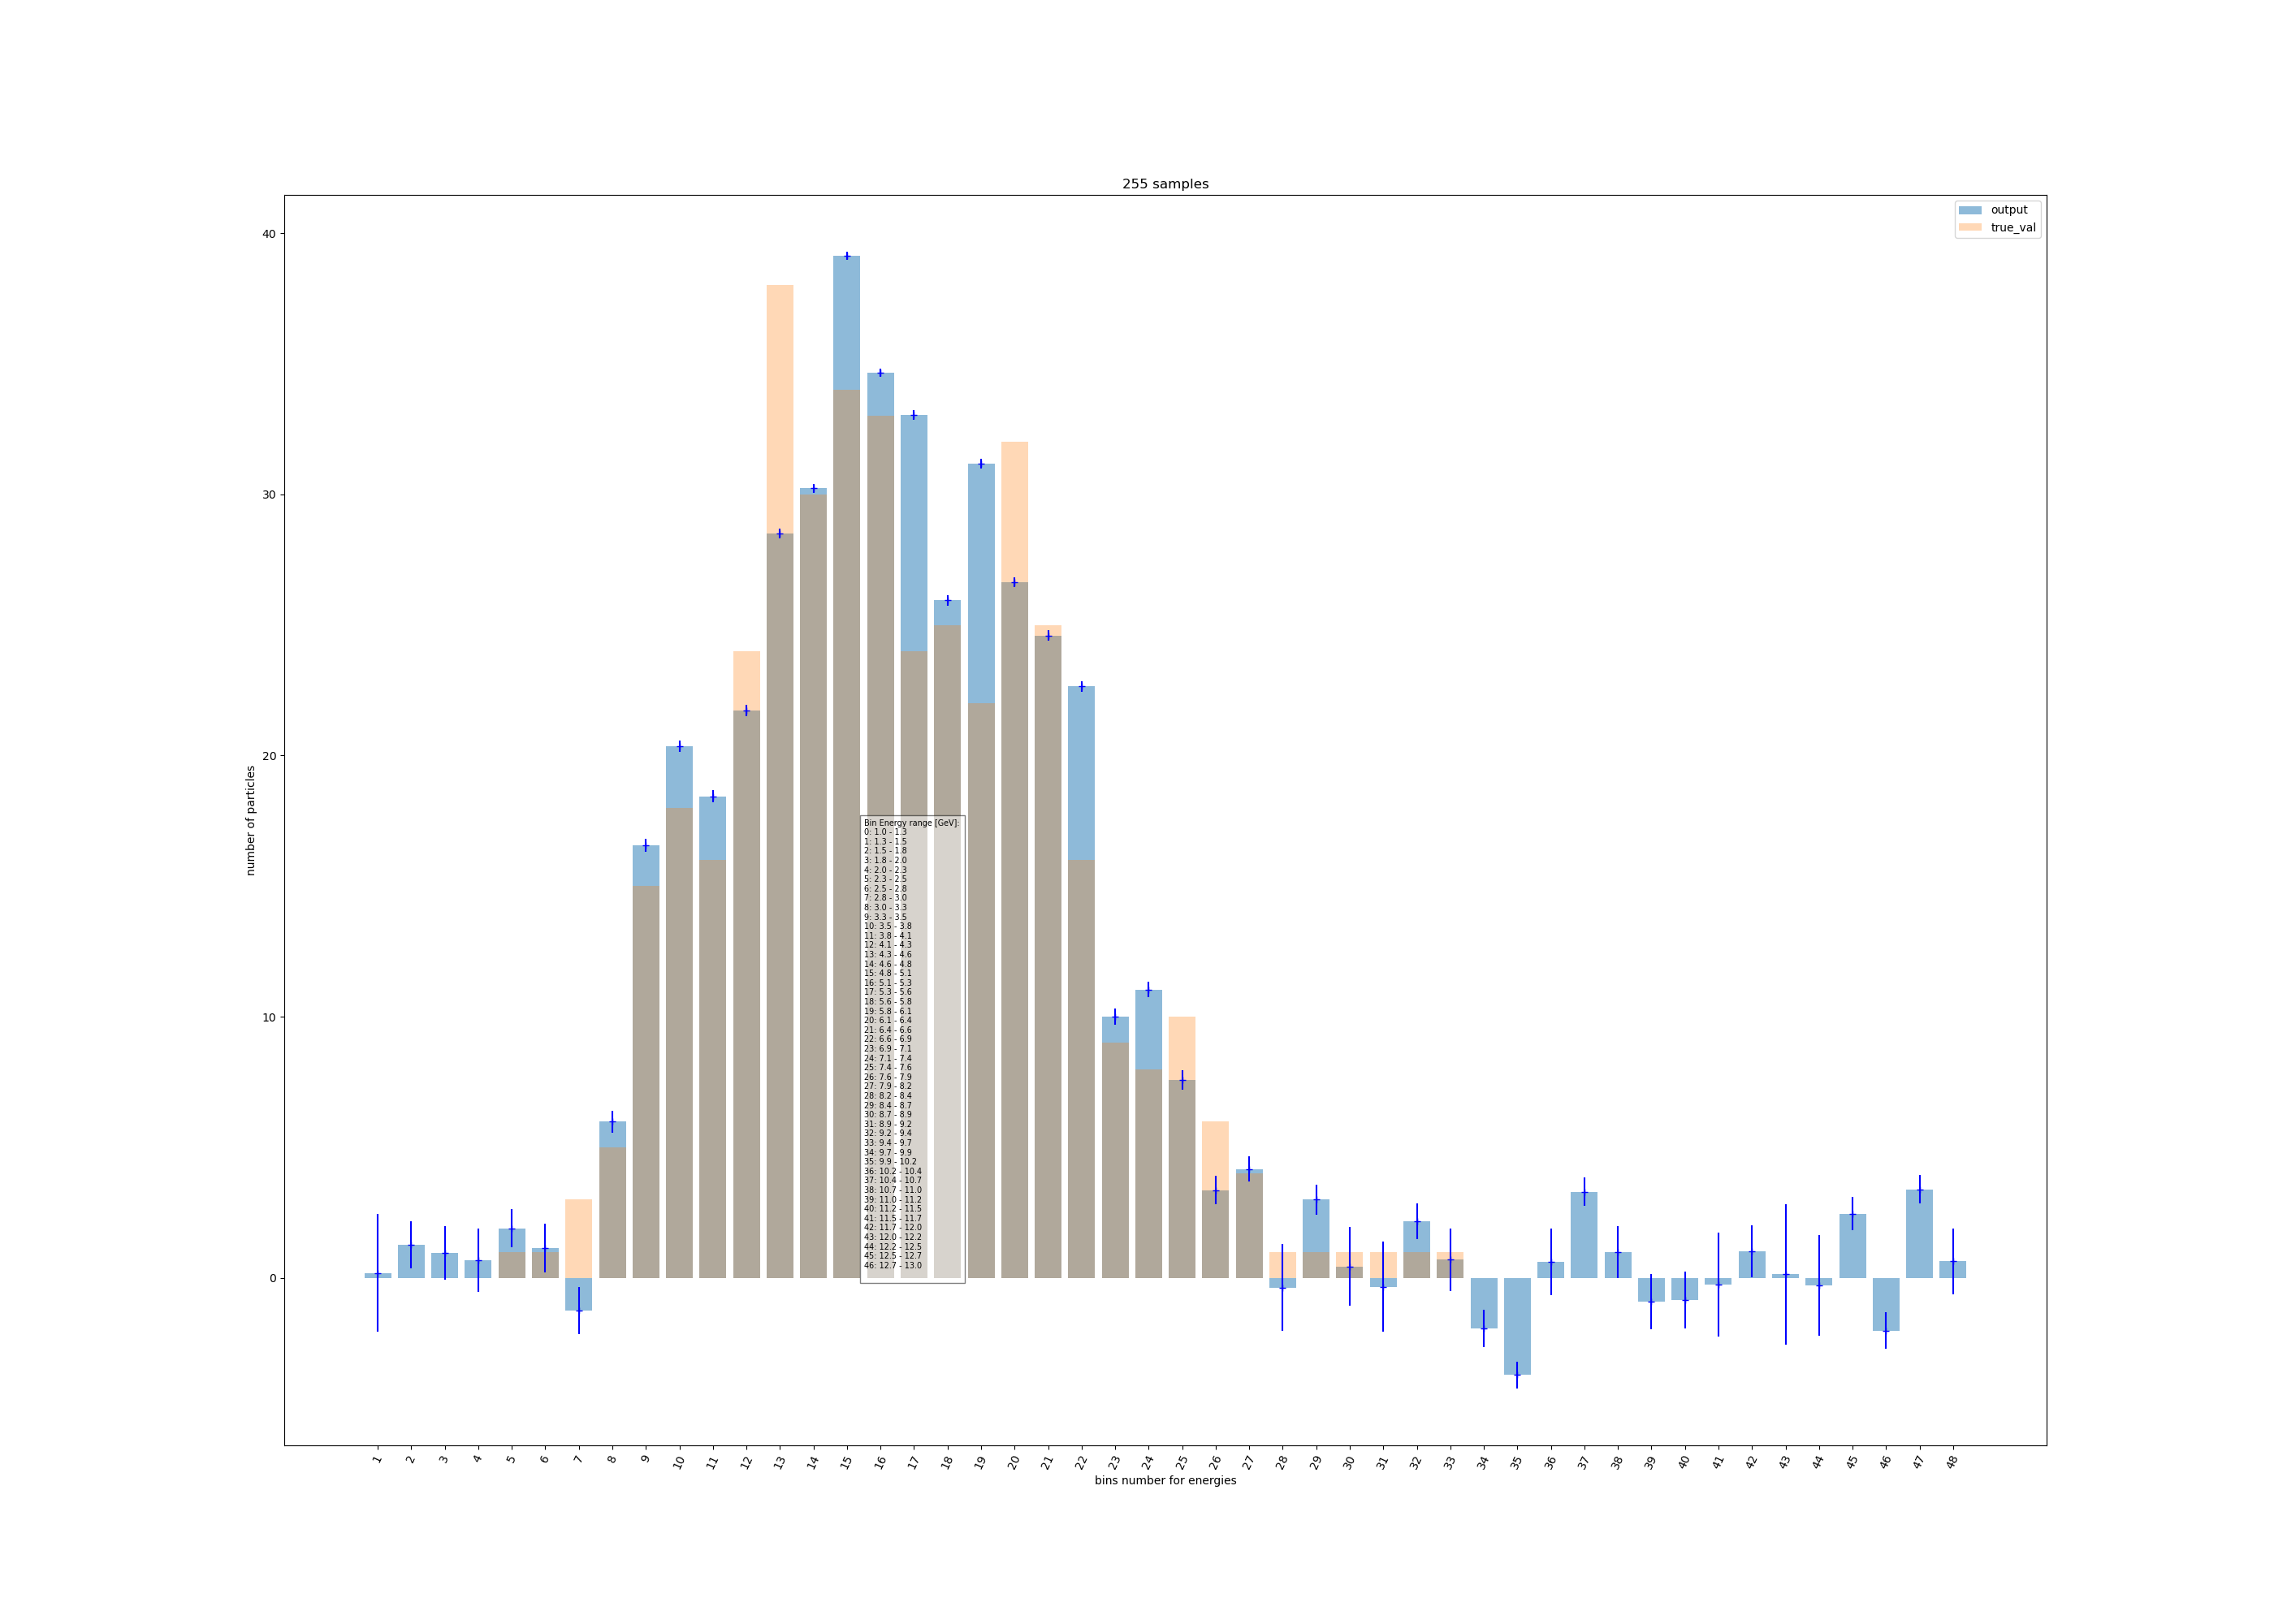 255 samples
output
true_val
40
30
20
10
0
number of particles
Bin Energy range [GeV]:
0: 1.0 - 1.3
1: 1.3 - 1.5
2: 1.5 - 1.8
3: 1.8 - 2.0
4: 2.0 - 2.3
5: 2.3 - 2.5
6: 2.5 - 2.8
7: 2.8 - 3.0
8: 3.0 - 3.3
9: 3.3 - 3.5
10: 3.5 - 3.8
11: 3.8 - 4.1
12: 4.1 - 4.3
13: 4.3 - 4.6
14: 4.6 - 4.8
15: 4.8 - 5.1
16: 5.1 - 5.3
17: 5.3 - 5.6
18: 5.6 - 5.8
19: 5.8 - 6.1
20: 6.1 - 6.4
21: 6.4 - 6.6
22: 6.6 - 6.9
23: 6.9 - 7.1
24: 7.1 - 7.4
25: 7.4 - 7.6
26: 7.6 - 7.9
27: 7.9 - 8.2
28: 8.2 - 8.4
29: 8.4 - 8.7
30: 8.7 - 8.9
31: 8.9 - 9.2
32: 9.2 - 9.4
33: 9.4 - 9.7
34: 9.7 - 9.9
35: 9.9 - 10.2
36: 10.2 - 10.4
37: 10.4 - 10.7
38: 10.7 - 11.0
39: 11.0 - 11.2
40: 11.2 - 11.5
41: 11.5 - 11.7
42: 11.7 - 12.0
43: 12.0 - 12.2
44: 12.2 - 12.5
45: 12.5 - 12.7
46: 12.7 - 13.0
1 2 3 4 5 6 7 8 9 10 11 12 13 14 15 16 17 18 19 20 21 22 23 24 25 26 27 28 29 30 31 32 33 34 35 36 37 38 39 40 41 42 43 44 45 46 47 48
bins number for energies